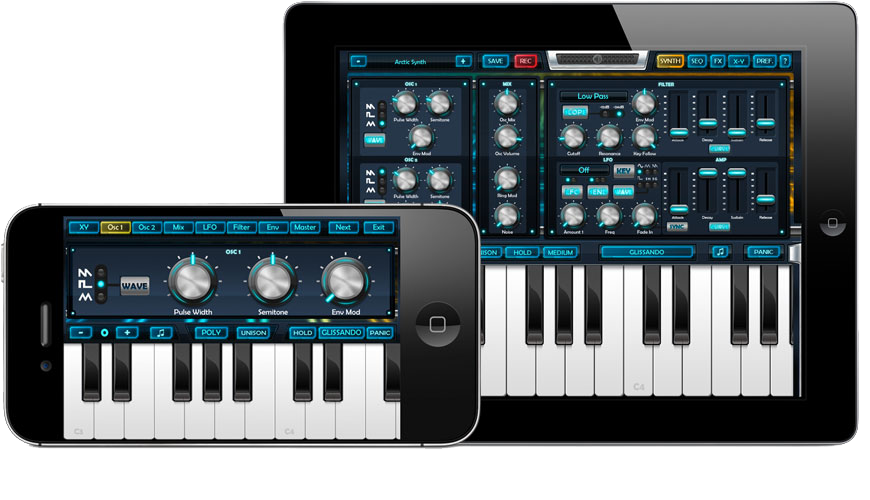 - Arctic Synth + SAVE REC SYNTH SEQ FX X-Y PREF. ?
OSC 1 MIX FILTER
Low Pass
Pulse Width Semitone Osc Mix Env Mod
WAVE
Env Mod Osc Volume Cutoff Resonance Key Follow Attack Decay Sustain Release
OSC 2 LFO AMP
Off KEY
Pulse Width Semitone Ring Mod
WAVE
Env Mod Noise Amount 1 Freq Fade In Attack Decay Sustain Release
SYNC
HOLD MEDIUM GLISSANDO PANIC
C4
XY Osc 1 Osc 2 Mix LFO Filter Env Master Next Exit
OSC 1
WAVE
Pulse Width Semitone Env Mod
- 0 + POLY UNISON HOLD GLISSANDO PANIC
C3 C4